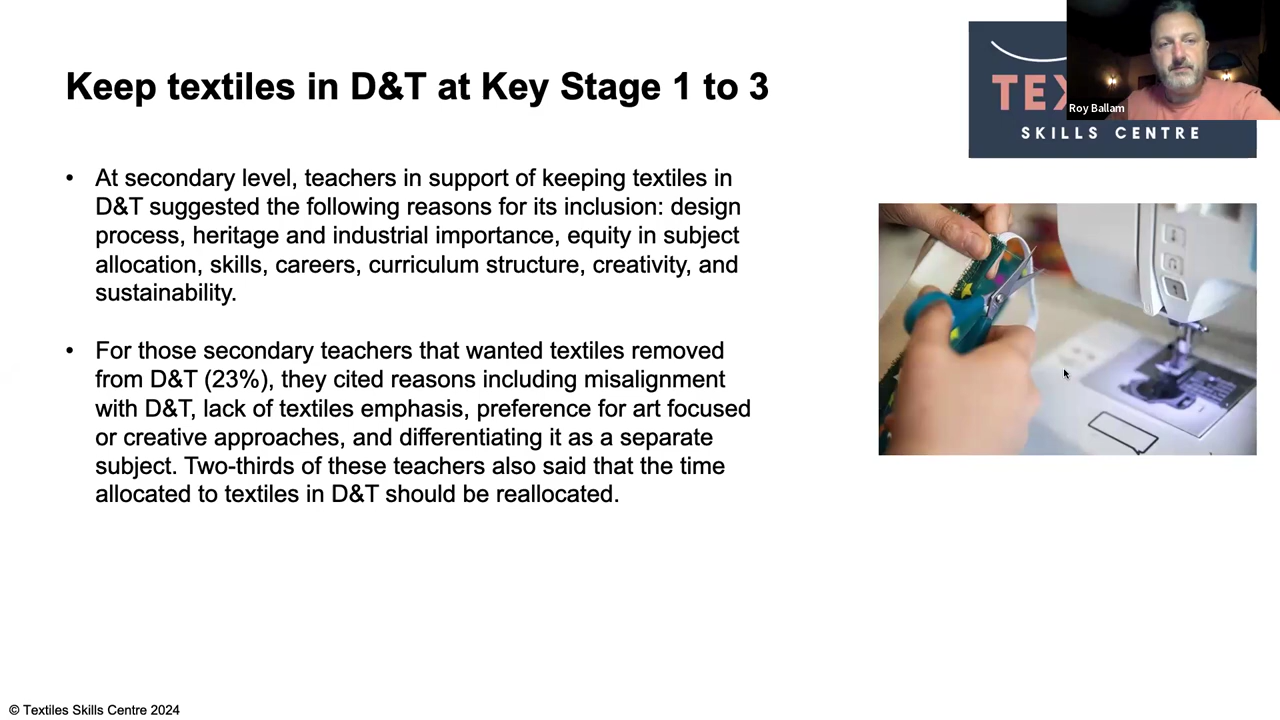 Keep textiles in D&T at Key Stage 1 to 3
• At secondary level, teachers in support of keeping textiles in
D&T suggested the following reasons for its inclusion: design
process, heritage and industrial importance, equity in subject
allocation, skills, careers, curriculum structure, creativity, and
sustainability.
• For those secondary teachers that wanted textiles removed
from D&T (23%), they cited reasons including misalignment
with D&T, lack of textiles emphasis, preference for art focused
or creative approaches, and differentiating it as a separate
subject. Two-thirds of these teachers also said that the time
allocated to textiles in D&T should be reallocated.
Roy Ballam
SKILLS CENTRE
© Textiles Skills Centre 2024